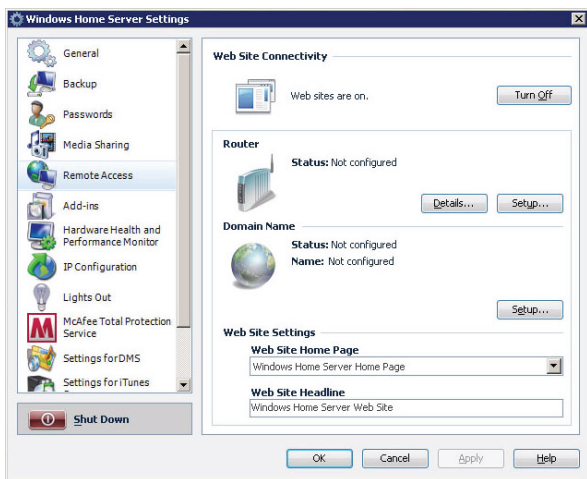 Windows Home Server Settings
General
Backup
Passwords
Media Sharing
Remote Access
Add-ins
Hardware Health and
Performance Monitor
IP Configuration
Lights Out
McAfee Total Protection
Service
Settings for DMS
Settings for iTunes
Shut Down
Web Site Connectivity
Web sites are on.
Turn Off
Router
Status: Not configured
Details...
Setup...
Domain Name
Status: Not configured
Name: Not configured
Setup...
Web Site Settings
Web Site Home Page
Windows Home Server Home Page
Web Site Headline
Windows Home Server Web Site
OK
Cancel
Apply
Help